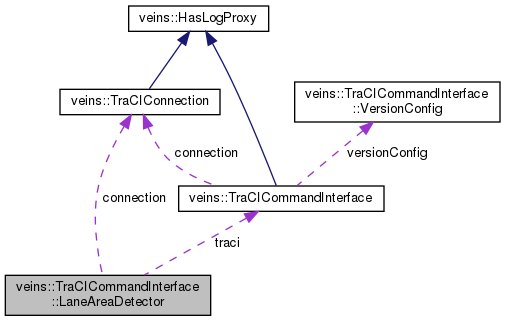 veins::HasLogProxy
veins::TraCIConnection
veins::TraCICommandInterface
::VersionConfig
connection
versionConfig
veins::TraCICommandInterface
connection
traci
veins::TraCICommandInterface
::LaneAreaDetector